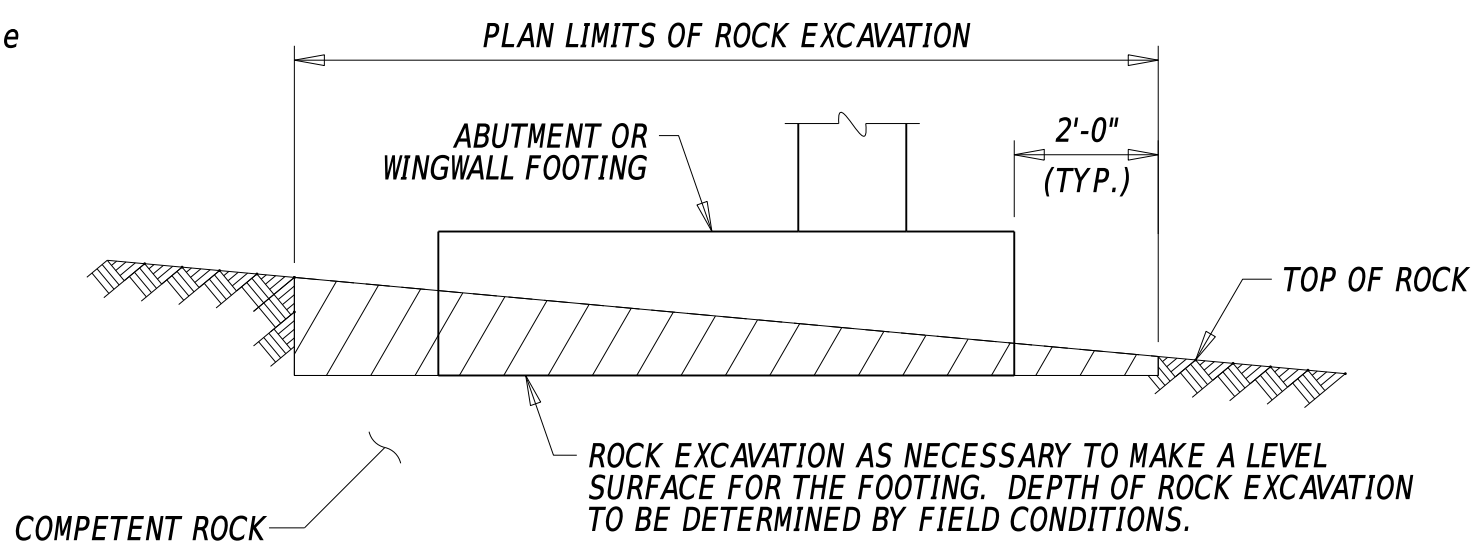 e
PLAN LIMITS OF ROCK EXCAVATION
ABUTMENT OR
WINGWALL FOOTING
2'-0"
(TYP.)
TOP OF ROCK
ROCK EXCAVATION AS NECESSARY TO MAKE A LEVEL
SURFACE FOR THE FOOTING. DEPTH OF ROCK EXCAVATION
TO BE DETERMINED BY FIELD CONDITIONS.
COMPETENT ROCK